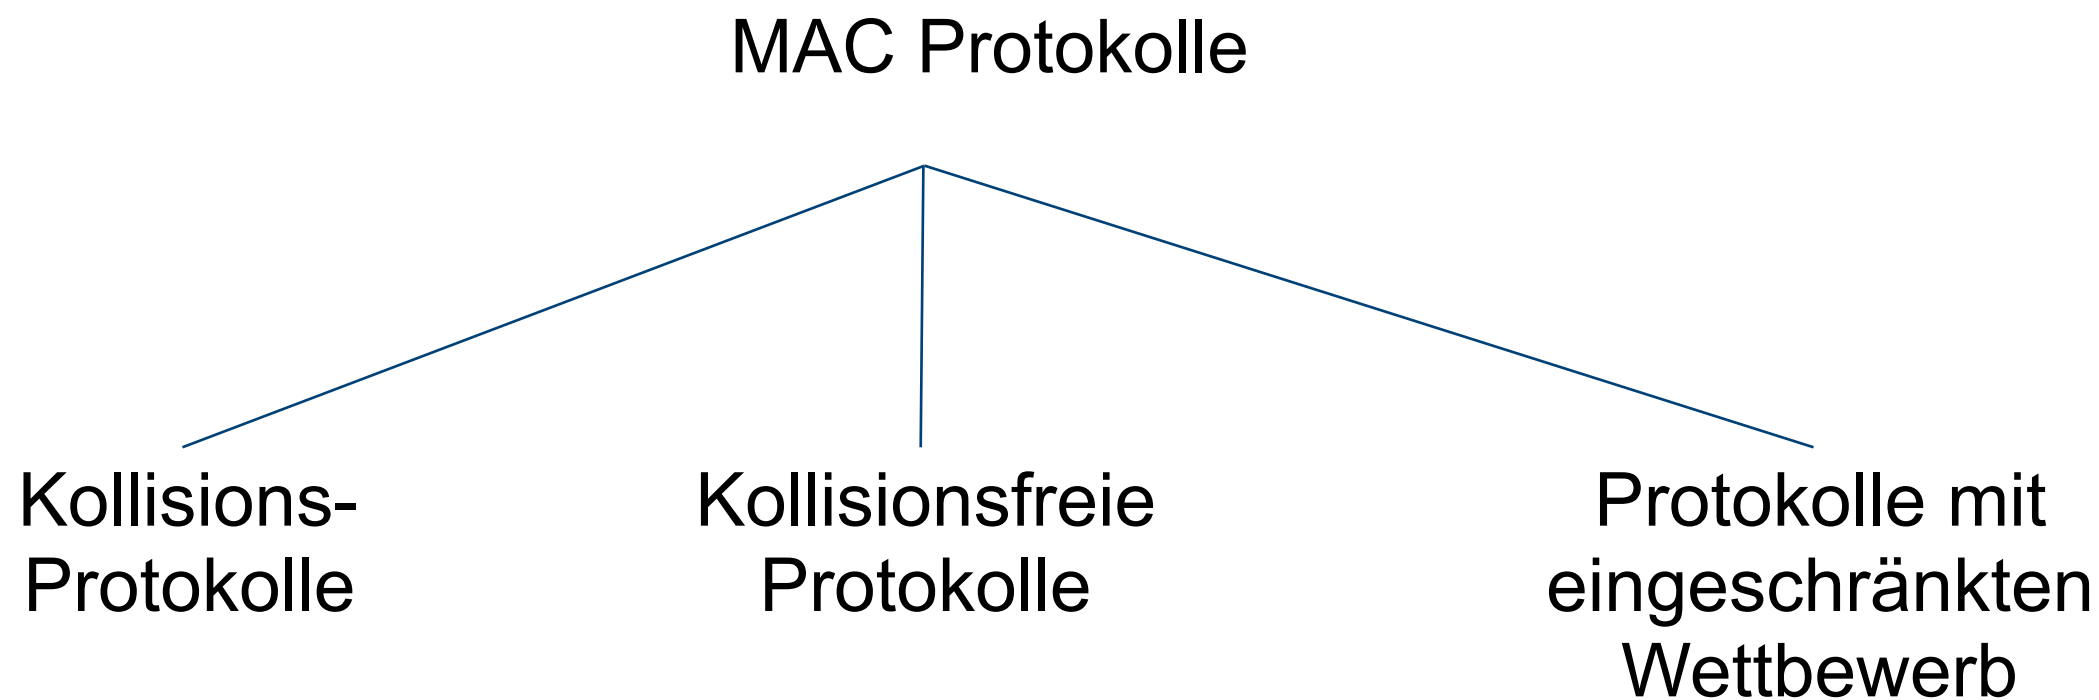 MAC Protokolle
Kollisions-
Protokolle
Kollisionsfreie
Protokolle
Protokolle mit
eingeschränkten
Wettbewerb